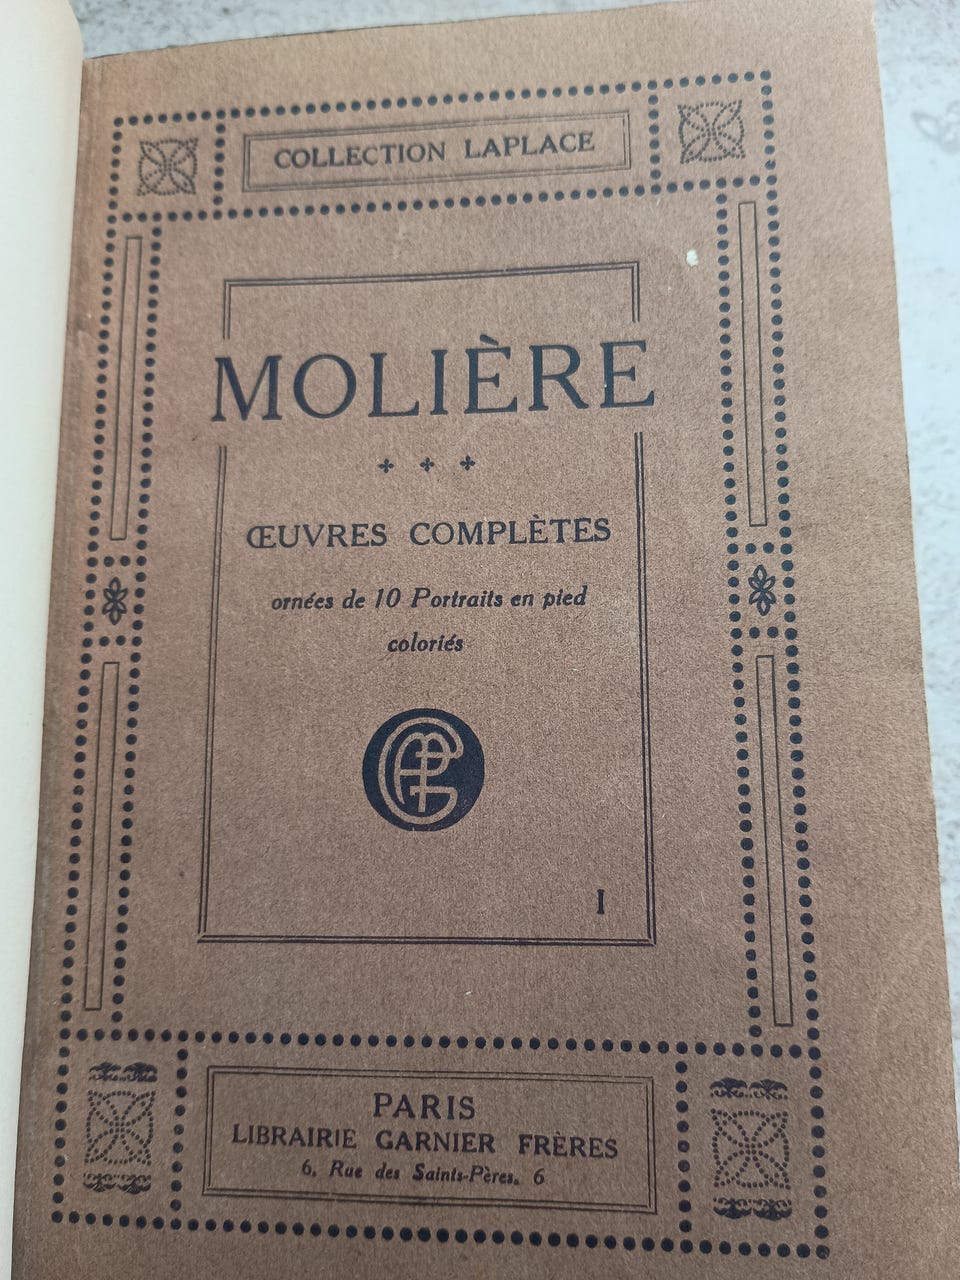 COLLECTION LAPLACE
MOLIÈRE
ŒUVRES COMPLÈTES
ornées de 10 Portraits en pied
coloriés
I
PARIS
LIBRAIRIE GARNIER FRÈRES
6, Rue des Saints-Pères, 6